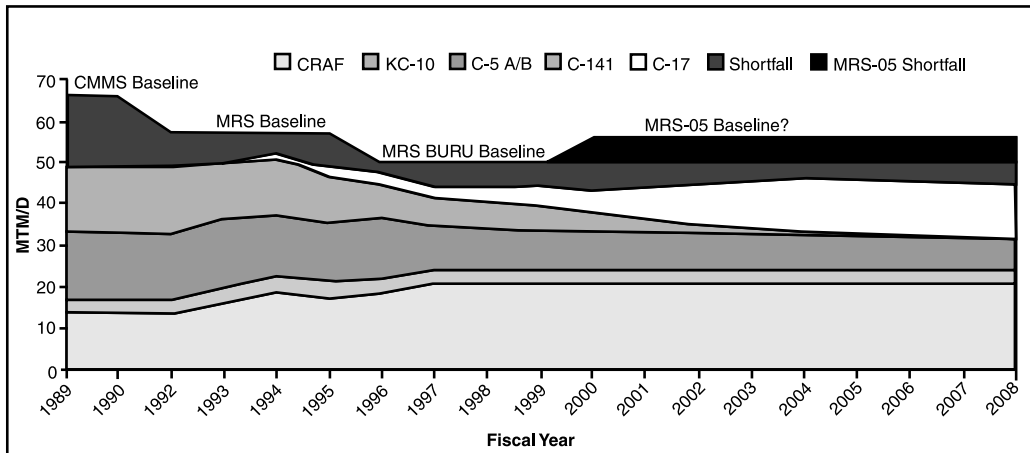 CRAF KC-10 C-5 A/B C-141 C-17 Shortfall MRS-05 Shortfall
CMMS Baseline
MRS Baseline
MRS BURU Baseline
MRS-05 Baseline?
MTM/D
70
60
50
40
30
20
10
0
1989 1990 1992 1993 1994 1995 1996 1997 1998 1999 2000 2001 2002 2003 2004 2005 2006 2007 2008
Fiscal Year